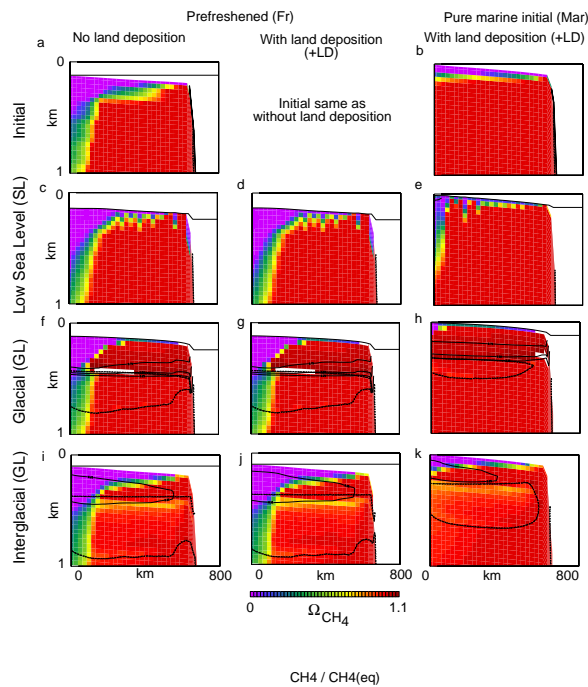 Prefreshened (Fr)
Pure marine initial (Mar)
No land deposition
With land deposition
(+LD)
With land deposition (+LD)
a
b
0
km
1
Initial
Initial same as
without land deposition
c
d
e
0
km
1
Low Sea Level (SL)
f
g
h
0
km
1
Glacial (GL)
i
j
k
0
km
1
Interglacial (GL)
0
km
800
0
km
800
0
km
800
0
1.1
ΩCH4
CH4 / CH4(eq)